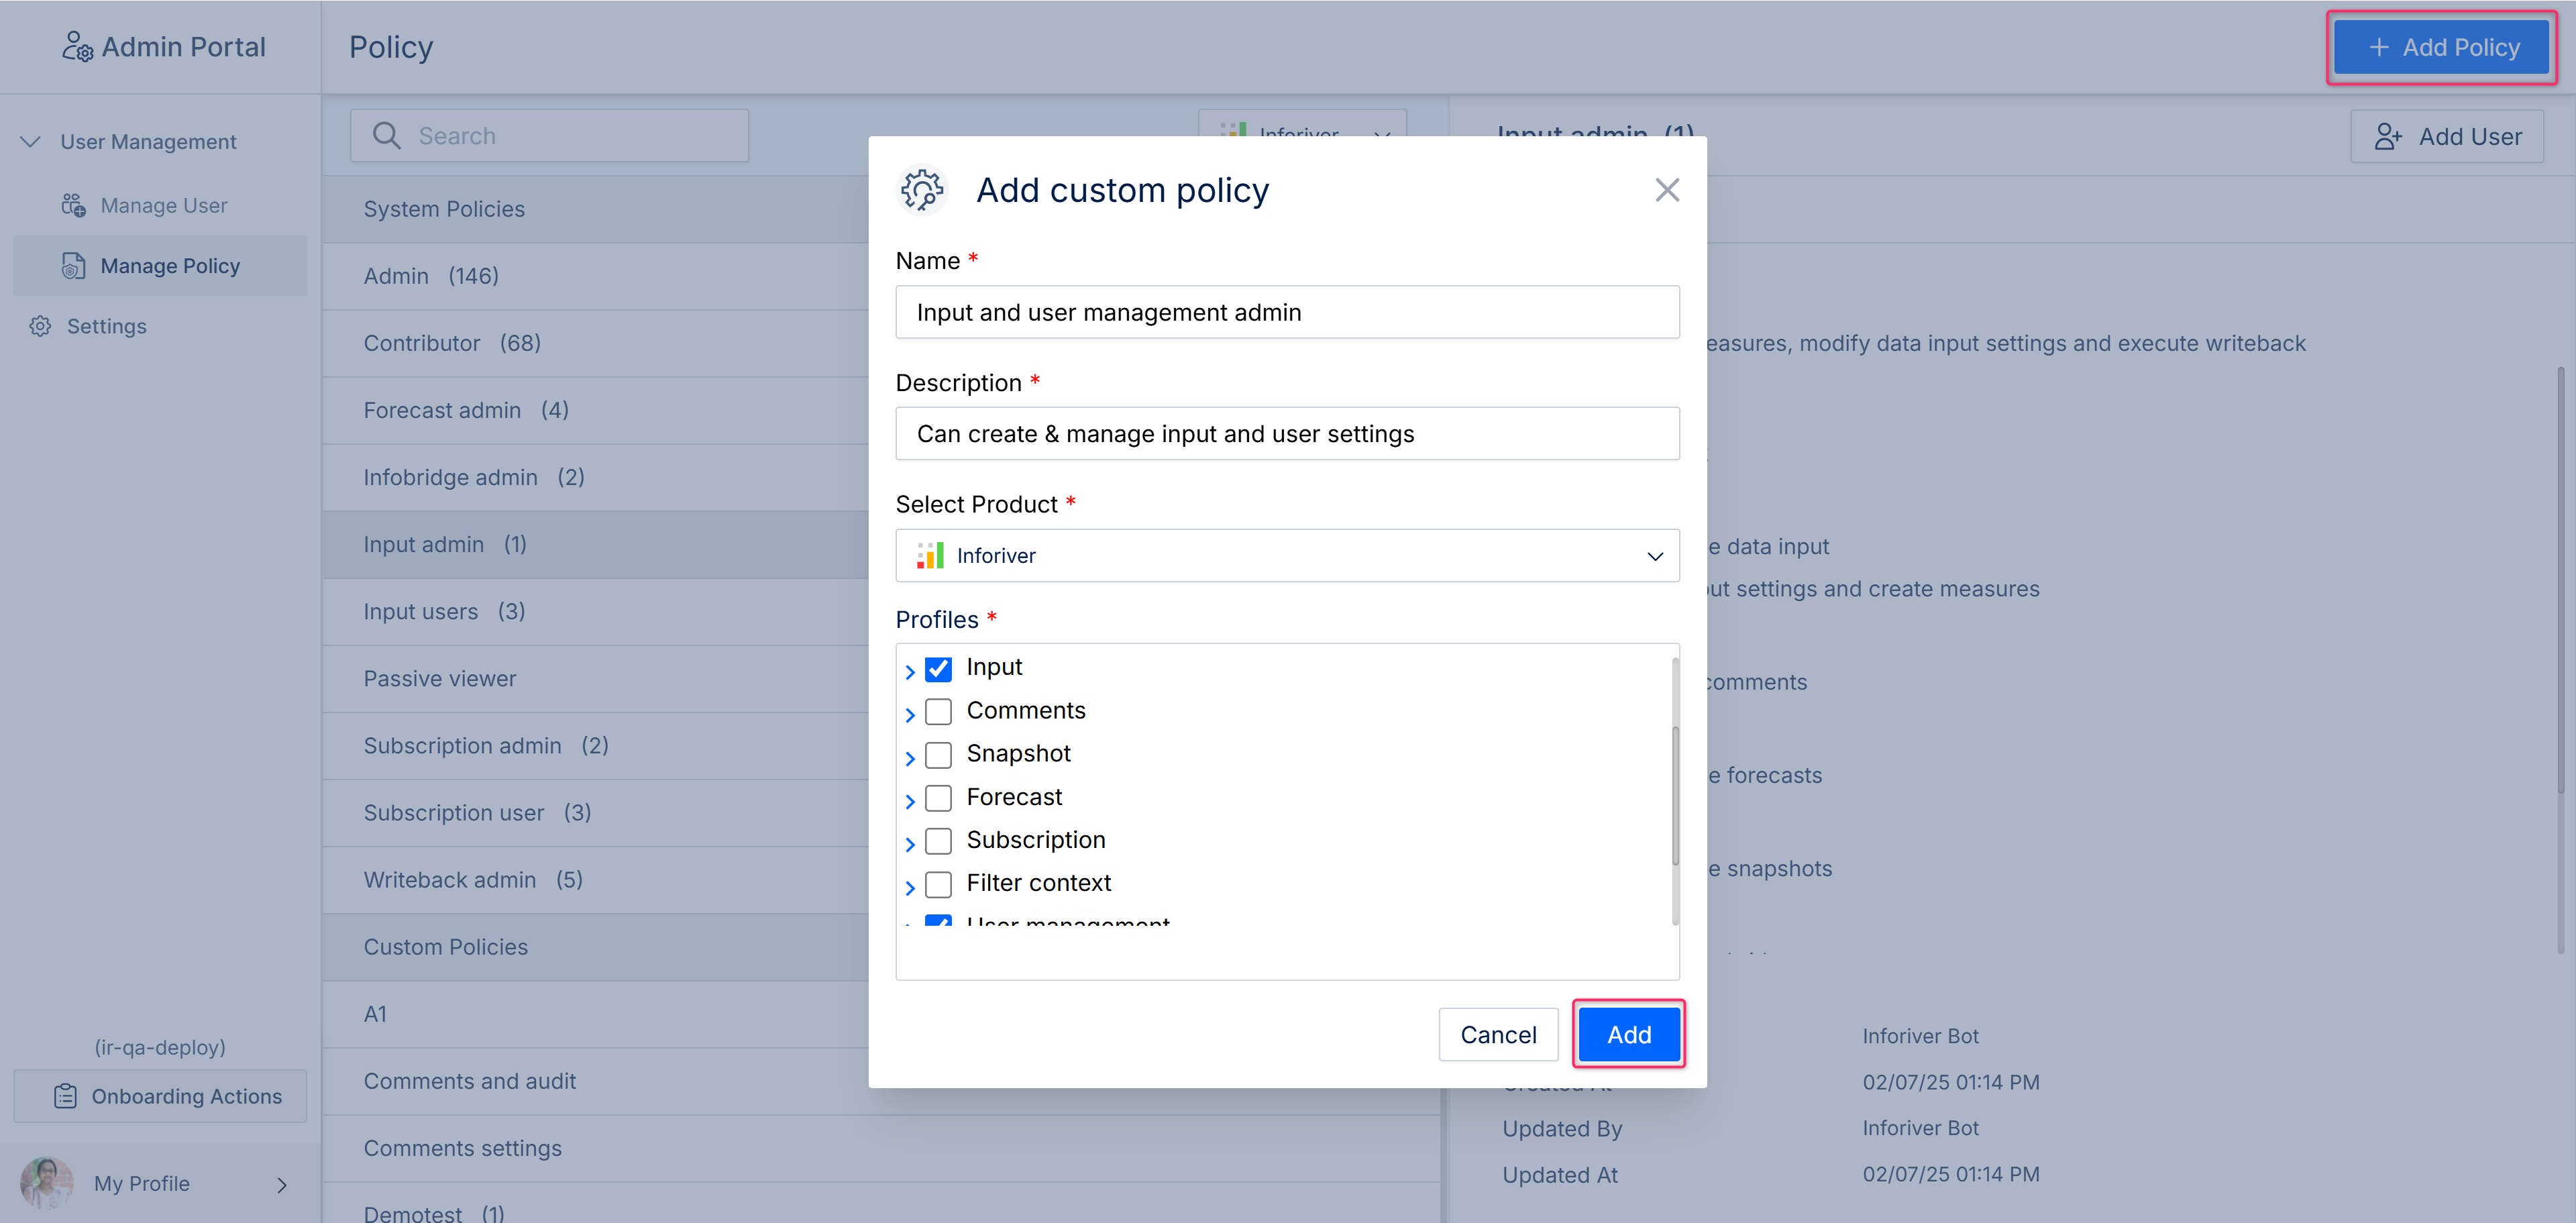 Admin Portal
Policy
+ Add Policy
User Management
Manage User
Manage Policy
Settings
(ir-qa-deploy)
Onboarding Actions
My Profile
Search
Inforiver
System Policies
Admin (146)
Contributor (68)
Forecast admin (4)
Infobridge admin (2)
Input admin (1)
Input users (3)
Passive viewer
Subscription admin (2)
Subscription user (3)
Writeback admin (5)
Custom Policies
A1
Comments and audit
Comments settings
Demotest (1)
Add custom policy
Name *
Input and user management admin
Description *
Can create & manage input and user settings
Select Product *
Inforiver
Profiles *
Input
Comments
Snapshot
Forecast
Subscription
Filter context
User management
Cancel
Add
Input admin (1)
Add User
easures, modify data input settings and execute writeback
e data input
ut settings and create measures
comments
e forecasts
e snapshots
Inforiver Bot
Created At 02/07/25 01:14 PM
Updated By Inforiver Bot
Updated At 02/07/25 01:14 PM